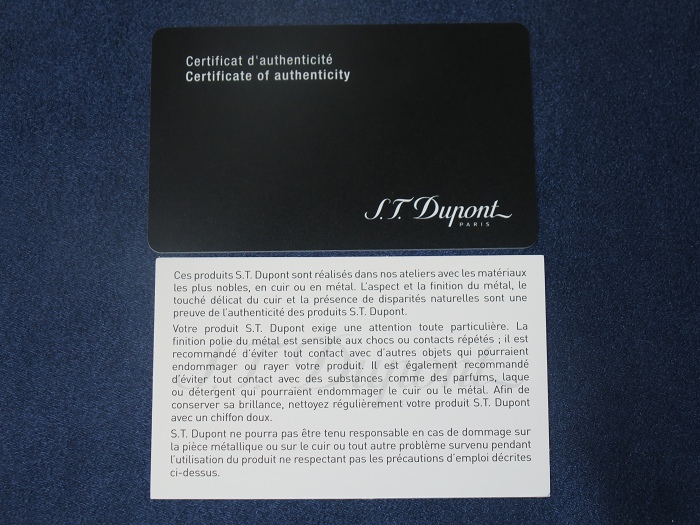 Certificat d'authenticité
Certificate of authenticity
S.T. Dupont
PARIS
Ces produits S.T. Dupont sont réalisés dans nos ateliers avec les matériaux
les plus nobles, en cuir ou en métal. L'aspect et la finition du métal, le
touché délicat du cuir et la présence de disparités naturelles sont une
preuve de l'authenticité des produits S.T. Dupont.
Votre produit S.T. Dupont exige une attention toute particulière. La
finition polie du métal est sensible aux chocs ou contacts répétés ; il est
recommandé d'éviter tout contact avec d'autres objets qui pourraient
endommager ou rayer votre produit. Il est également recommandé
d'éviter tout contact avec des substances comme des parfums, laque
ou détergent qui pourraient endommager le cuir ou le métal. Afin de
conserver sa brillance, nettoyez régulièrement votre produit S.T. Dupont
avec un chiffon doux.
S.T. Dupont ne pourra pas être tenu responsable en cas de dommage sur
la pièce métallique ou sur le cuir ou tout autre problème survenu pendant
l'utilisation du produit ne respectant pas les précautions d'emploi décrites
ci-dessus.